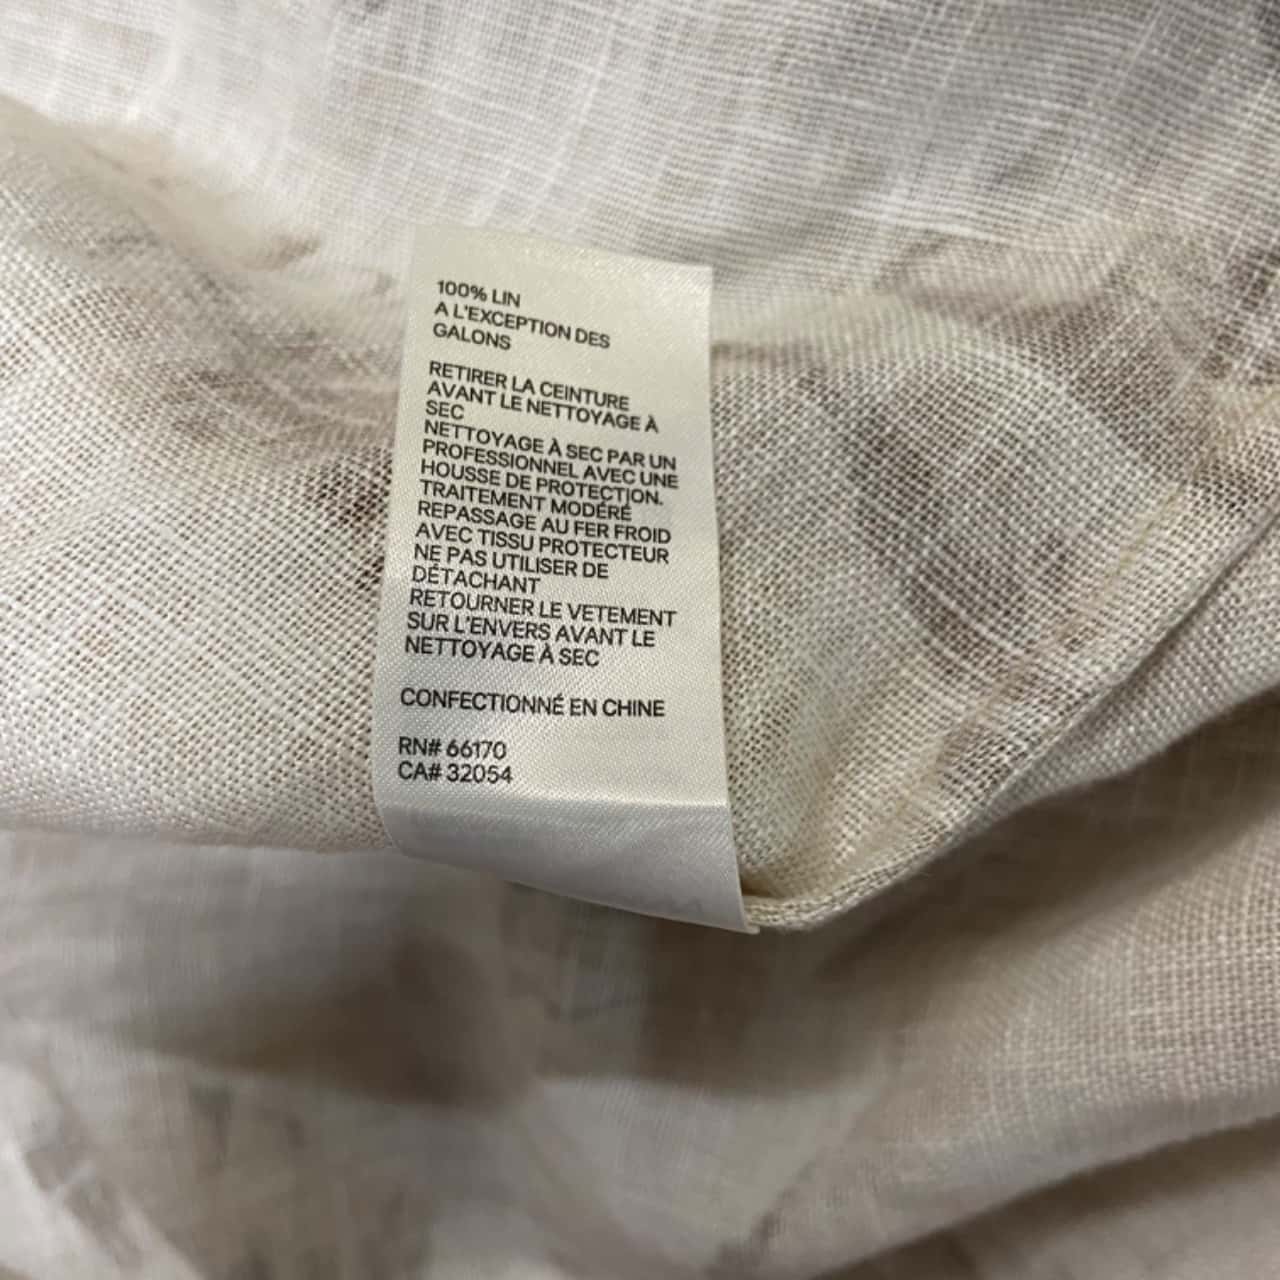 100% LIN
A L'EXCEPTION DES
GALONS
RETIRER LA CEINTURE
AVANT LE NETTOYAGE À
SEC
NETTOYAGE À SEC PAR UN
PROFESSIONNEL AVEC UNE
HOUSSE DE PROTECTION.
TRAITEMENT MODÉRÉ
REPASSAGE AU FER FROID
AVEC TISSU PROTECTEUR
NE PAS UTILISER DE
DÉTACHANT
RETOURNER LE VETEMENT
SUR L'ENVERS AVANT LE
NETTOYAGE À SEC
CONFECTIONNÉ EN CHINE
RN# 66170
CA# 32054